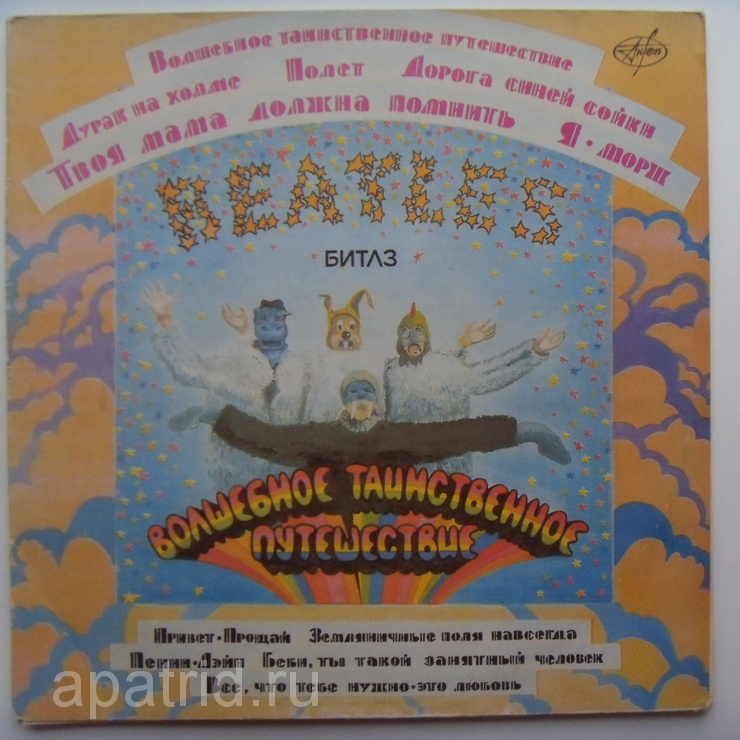 Волшебное таинственное путешествие
Антроп
Дурак на холме Полет Дорога синей сойки
Твоя мама должна помнить Я · морж
BEATLES
БИТЛЗ
ВОЛШЕБНОЕ ТАИНСТВЕННОЕ
ПУТЕШЕСТВИЕ
Привет · Прощай Земляничные поля навсегда
Пенни · Лэйн Беби, ты такой занятный человек
Все, что тебе нужно · это любовь
apatrid.ru